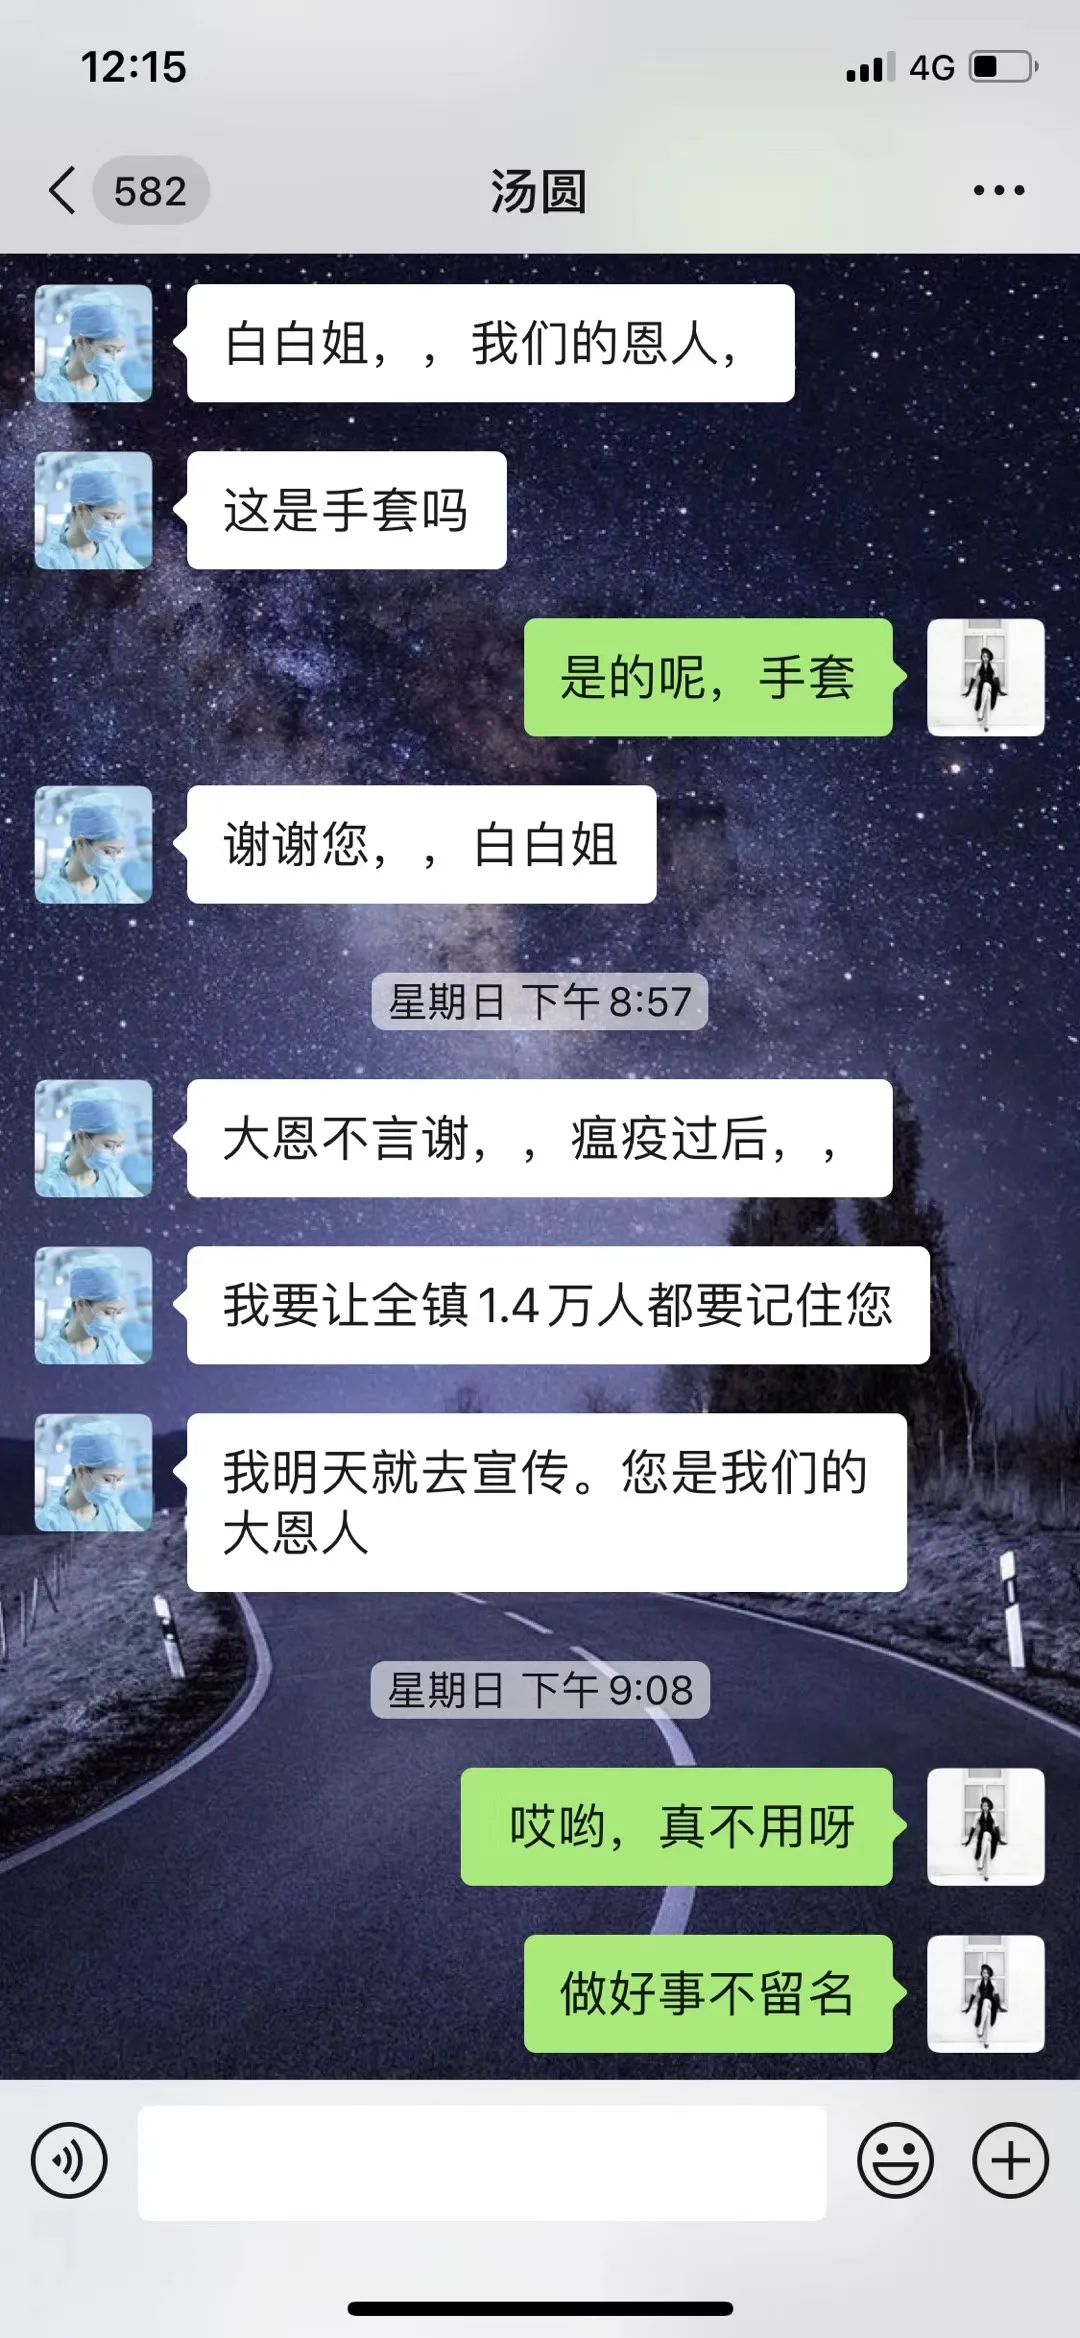 12:15
4G
582
汤圆
白白姐，，我们的恩人，
这是手套吗
是的呢，手套
谢谢您，，白白姐
星期日 下午8:57
大恩不言谢，，瘟疫过后，，
我要让全镇1.4万人都要记住您
我明天就去宣传。您是我们的
大恩人
星期日 下午9:08
哎哟，真不用呀
做好事不留名